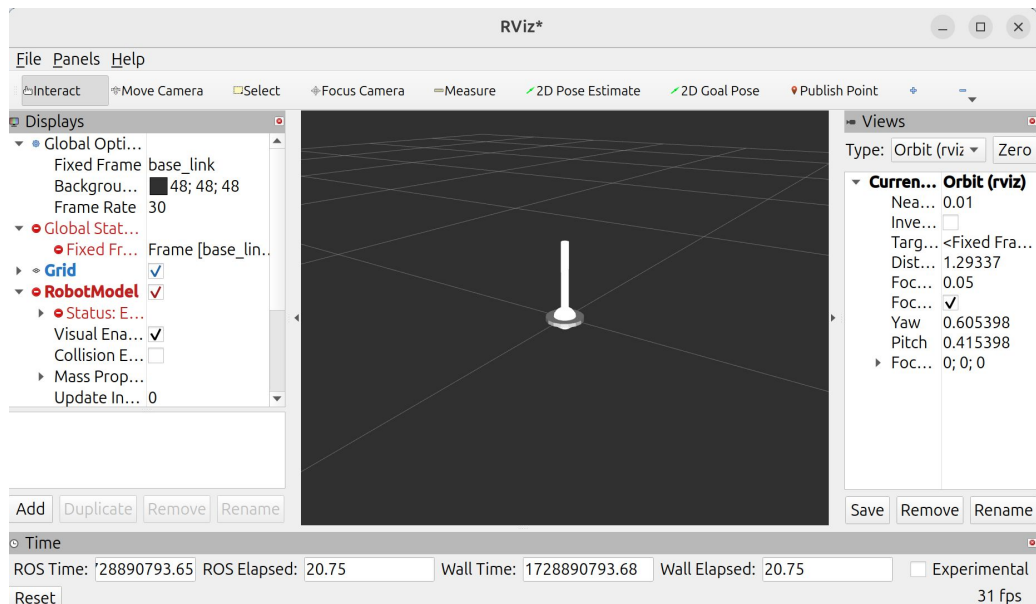 RViz*
File Panels Help
Interact Move Camera Select Focus Camera Measure 2D Pose Estimate 2D Goal Pose Publish Point
Displays
Global Opti...
Fixed Frame base_link
Backgrou... 48; 48; 48
Frame Rate 30
Global Stat...
Fixed Fr... Frame [base_lin..
Grid
RobotModel
Status: E...
Visual Ena...
Collision E...
Mass Prop...
Update In... 0
Add Duplicate Remove Rename
Views
Type: Orbit (rviz Zero
Curren... Orbit (rviz)
Nea... 0.01
Inve...
Targ... <Fixed Fra...
Dist... 1.29337
Foc... 0.05
Foc...
Yaw 0.605398
Pitch 0.415398
Foc... 0; 0; 0
Save Remove Rename
Time
ROS Time: 728890793.65 ROS Elapsed: 20.75 Wall Time: 1728890793.68 Wall Elapsed: 20.75 Experimental
Reset 31 fps